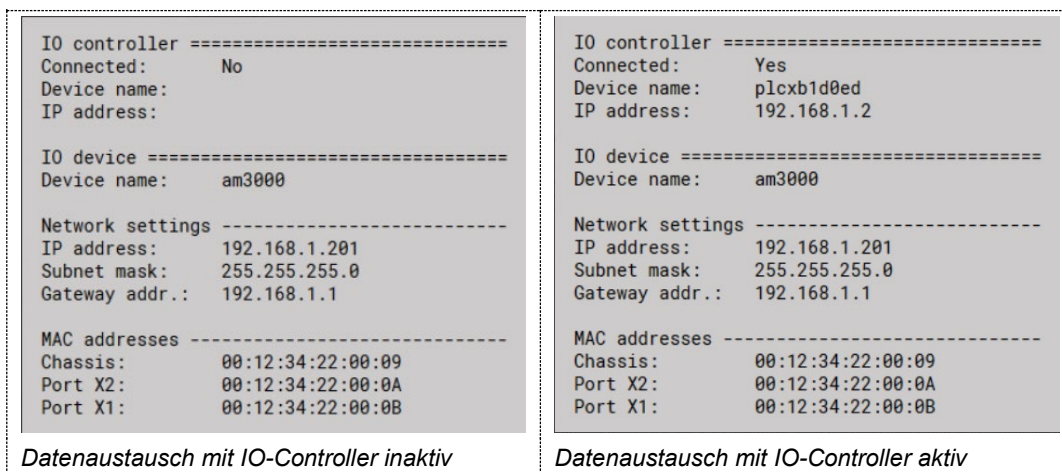 IO controller ==============================
Connected: No
Device name:
IP address:
IO device ==================================
Device name: am3000
Network settings ---------------------------
IP address: 192.168.1.201
Subnet mask: 255.255.255.0
Gateway addr.: 192.168.1.1
MAC addresses ------------------------------
Chassis: 00:12:34:22:00:09
Port X2: 00:12:34:22:00:0A
Port X1: 00:12:34:22:00:0B
Datenaustausch mit IO-Controller inaktiv
IO controller ==============================
Connected: Yes
Device name: plcxb1d0ed
IP address: 192.168.1.2
IO device ==================================
Device name: am3000
Network settings ---------------------------
IP address: 192.168.1.201
Subnet mask: 255.255.255.0
Gateway addr.: 192.168.1.1
MAC addresses ------------------------------
Chassis: 00:12:34:22:00:09
Port X2: 00:12:34:22:00:0A
Port X1: 00:12:34:22:00:0B
Datenaustausch mit IO-Controller aktiv